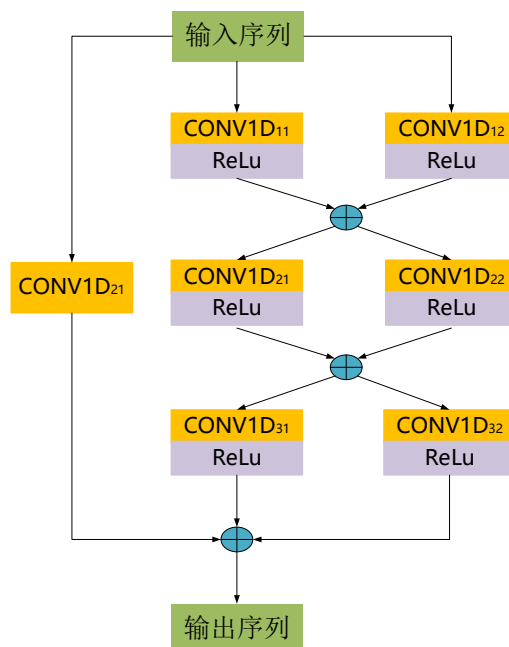 输入序列
CONV1D₁₁
ReLu
CONV1D₁₂
ReLu
CONV1D₂₁
CONV1D₂₁
ReLu
CONV1D₂₂
ReLu
CONV1D₃₁
ReLu
CONV1D₃₂
ReLu
输出序列